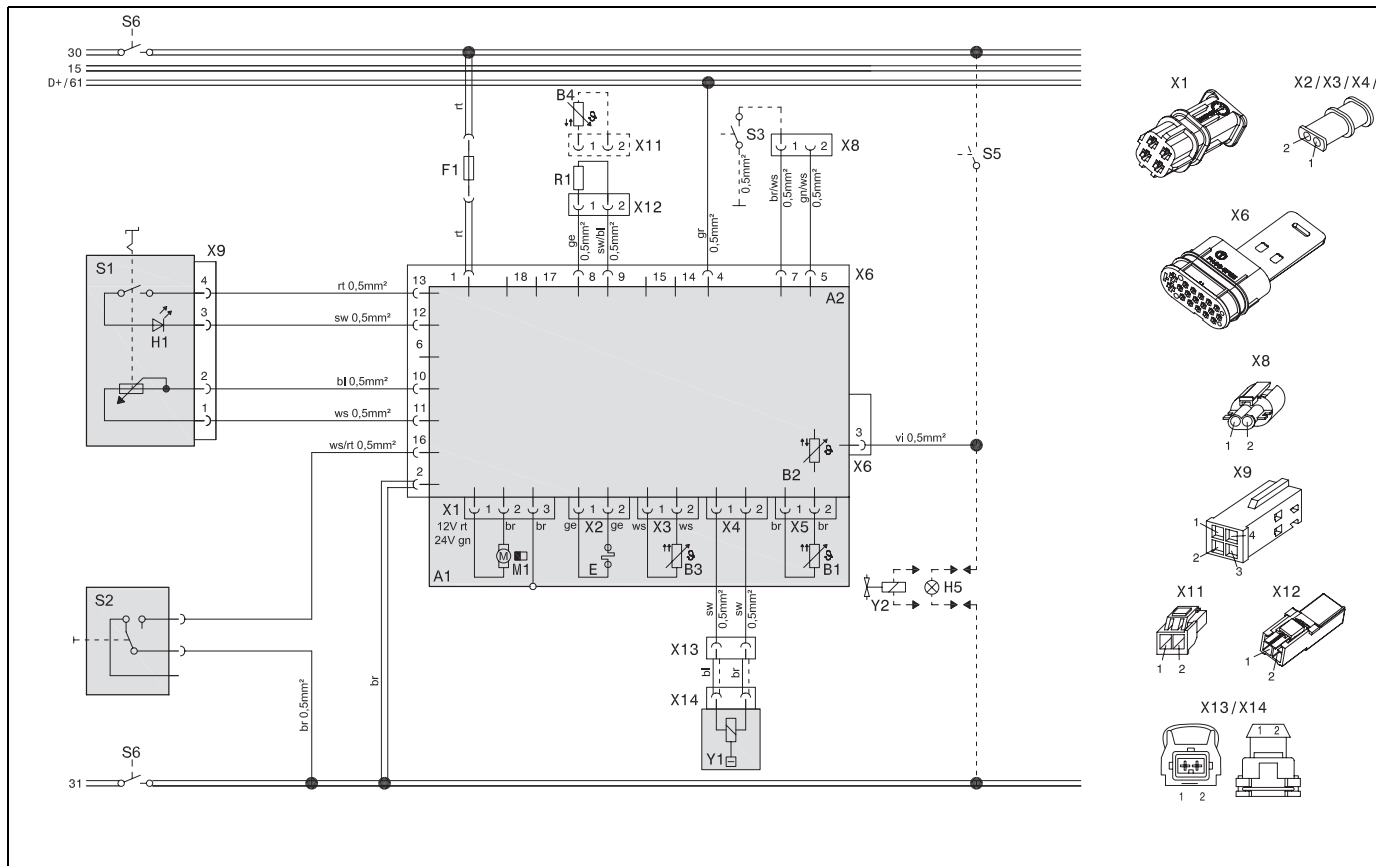 S6
30
15
D+/61
rt
F1
rt
B4
1 2 X11
R1
1 2 X12
ge
0,5mm²
sw/bl
0,5mm²
gr
0,5mm²
S3
0,5mm²
1 2 X8
br/ws
0,5mm²
gn/ws
0,5mm²
S5
S1
X9
4
3
H1
2
1
rt 0,5mm²
sw 0,5mm²
bl 0,5mm²
ws 0,5mm²
ws/rt 0,5mm²
1 18 17 8 9 15 14 4 7 5 X6
13
12
6
10
11
16
2
A2
B2
3
X6
vi 0,5mm²
X1 1 2 3
12V rt
24V gn
br
br
M
M1
1 2
ge X2 ge
E
1 2
ws X3 ws
B3
1 2
X4
1 2
br X5 br
B1
A1
sw
0,5mm²
sw
0,5mm²
X13
bl
br
X14
Y1
Y2
H5
S2
br 0,5mm²
br
S6
31
X1
X2/X3/X4/
2
1
X6
X8
1 2
X9
1
2
4
3
X11
1 2
X12
1
2
X13/X14
1 2
1 2